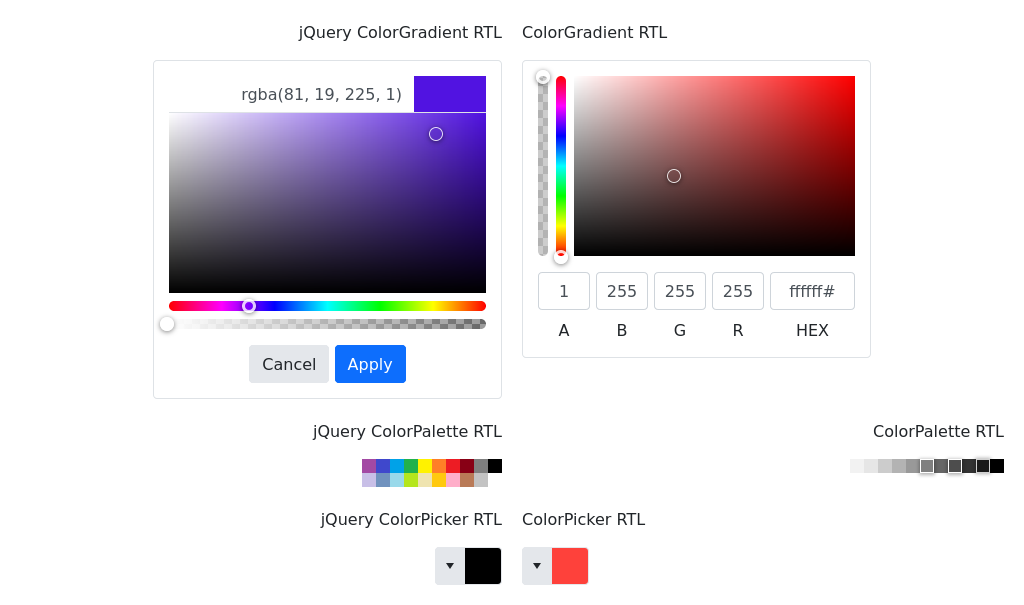 jQuery ColorGradient RTL
ColorGradient RTL
rgba(81, 19, 225, 1)
1
255
255
255
ffffff#
A
B
G
R
HEX
Cancel
Apply
jQuery ColorPalette RTL
ColorPalette RTL
jQuery ColorPicker RTL
ColorPicker RTL